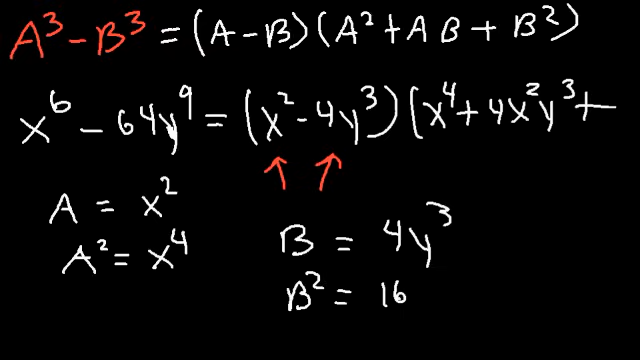 A³ - B³ = (A - B)(A² + AB + B²)
x⁶ - 64y⁹ = (x² - 4y³)(x⁴ + 4x²y³ +
A = x²
A² = x⁴
B = 4y³
B² = 16